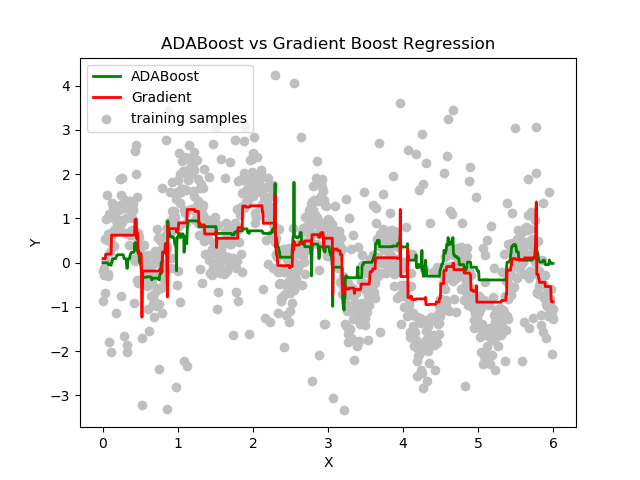 ADABoost vs Gradient Boost Regression
ADABoost
Gradient
training samples
4
3
2
1
0
−1
−2
−3
Y
0 1 2 3 4 5 6
X